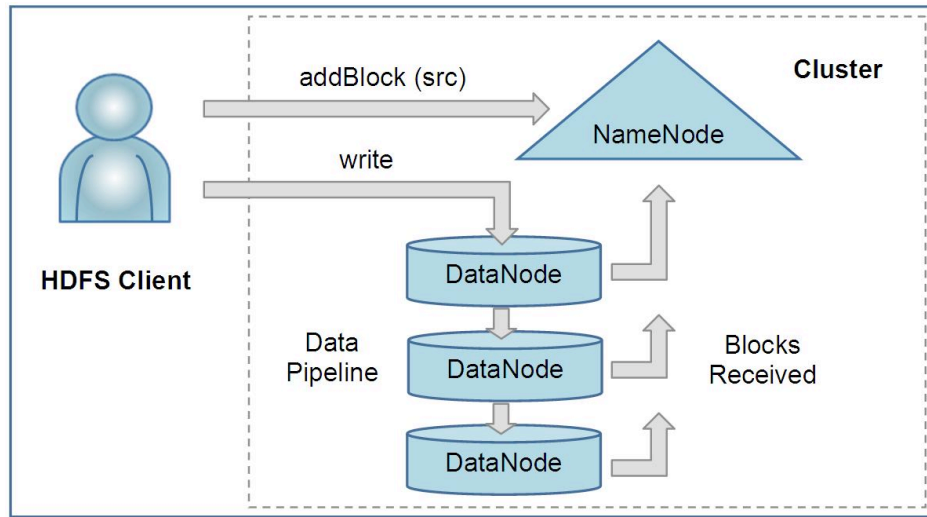 Cluster
addBlock (src)
NameNode
write
HDFS Client
DataNode
Data
Pipeline
DataNode
Blocks
Received
DataNode